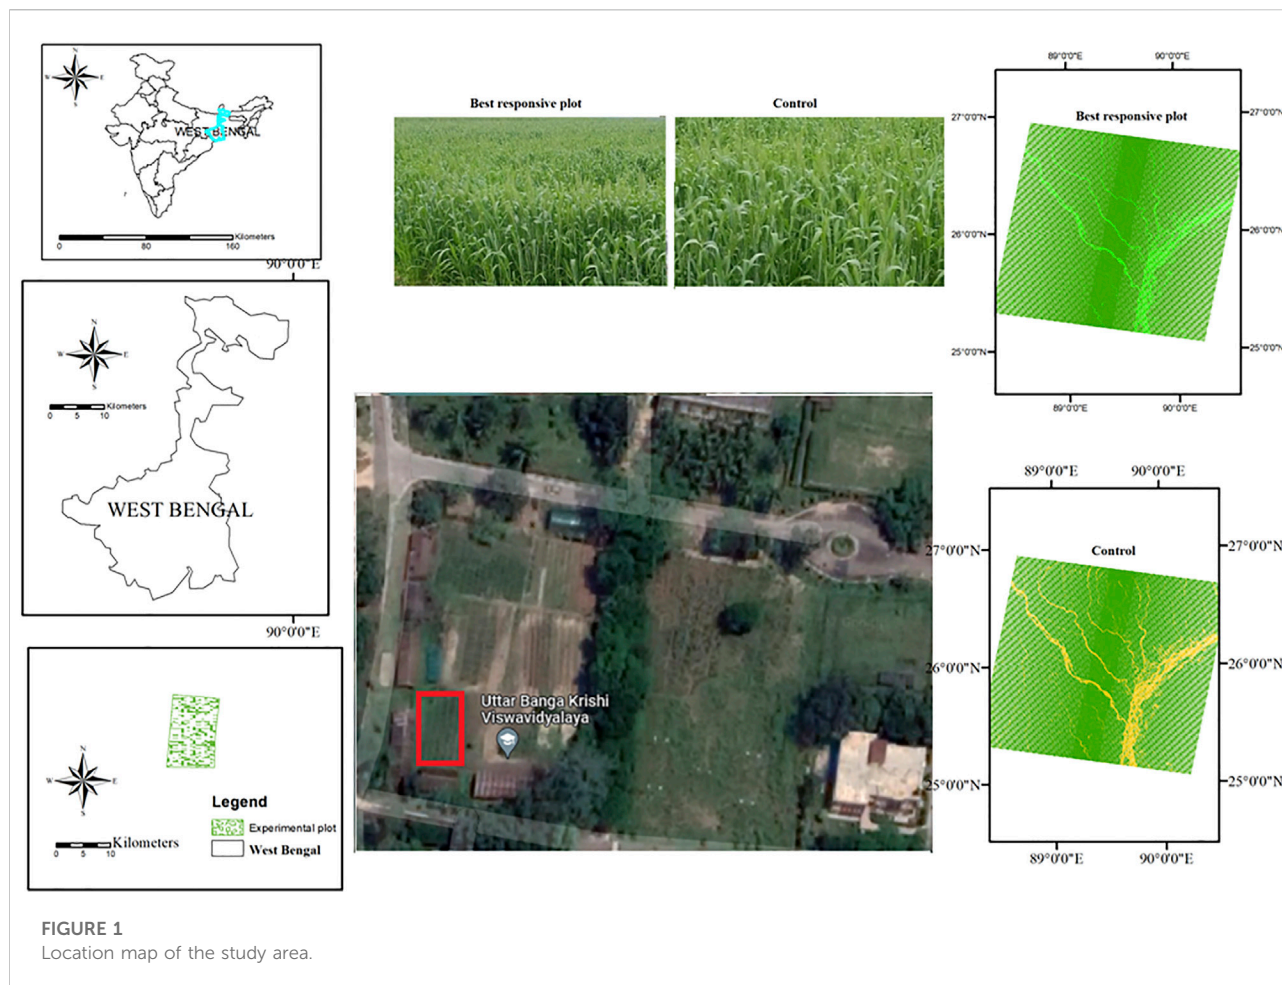 N
W
E
S
WEST BENGAL
Kilometers
0
80
160
90°0'0"E
N
W
E
S
Kilometers
0
5
10
WEST BENGAL
90°0'0"E
N
W
E
S
Legend
Experimental plot
West Bengal
Kilometers
0
5
10
Best responsive plot
Control
Uttar Banga Krishi
Viswavidyalaya
89°0'0"E
90°0'0"E
Best responsive plot
27°0'0"N
27°0'0"N
26°0'0"N
26°0'0"N
25°0'0"N
25°0'0"N
89°0'0"E
90°0'0"E
89°0'0"E
90°0'0"E
Control
27°0'0"N
27°0'0"N
26°0'0"N
26°0'0"N
25°0'0"N
25°0'0"N
89°0'0"E
90°0'0"E
FIGURE 1
Location map of the study area.